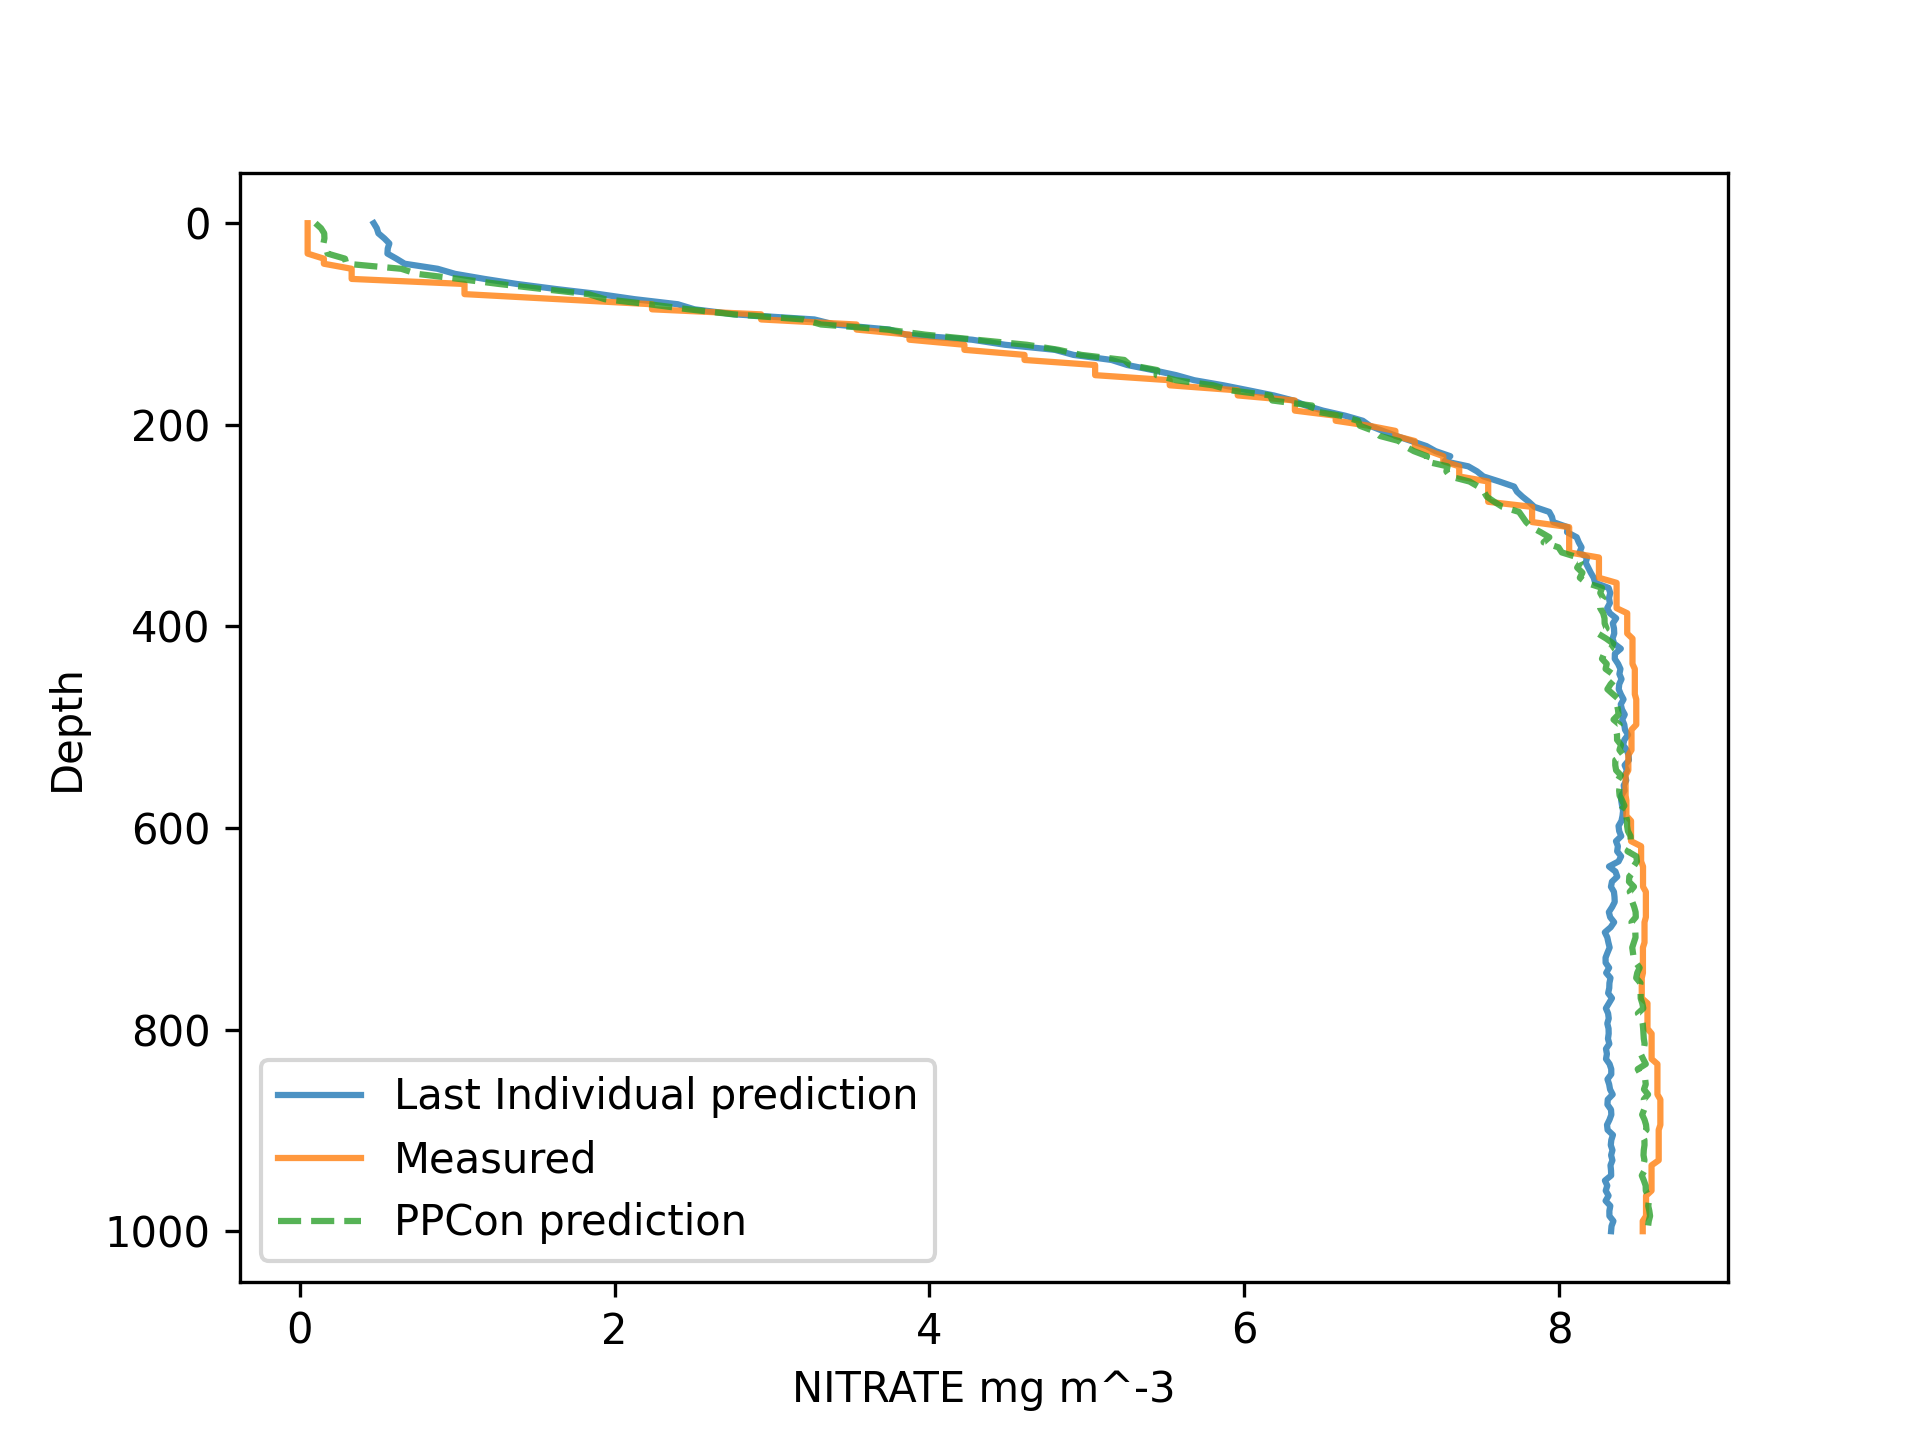 0
200
400
600
800
1000
Depth
Last Individual prediction
Measured
PPCon prediction
0 2 4 6 8
NITRATE mg m^-3